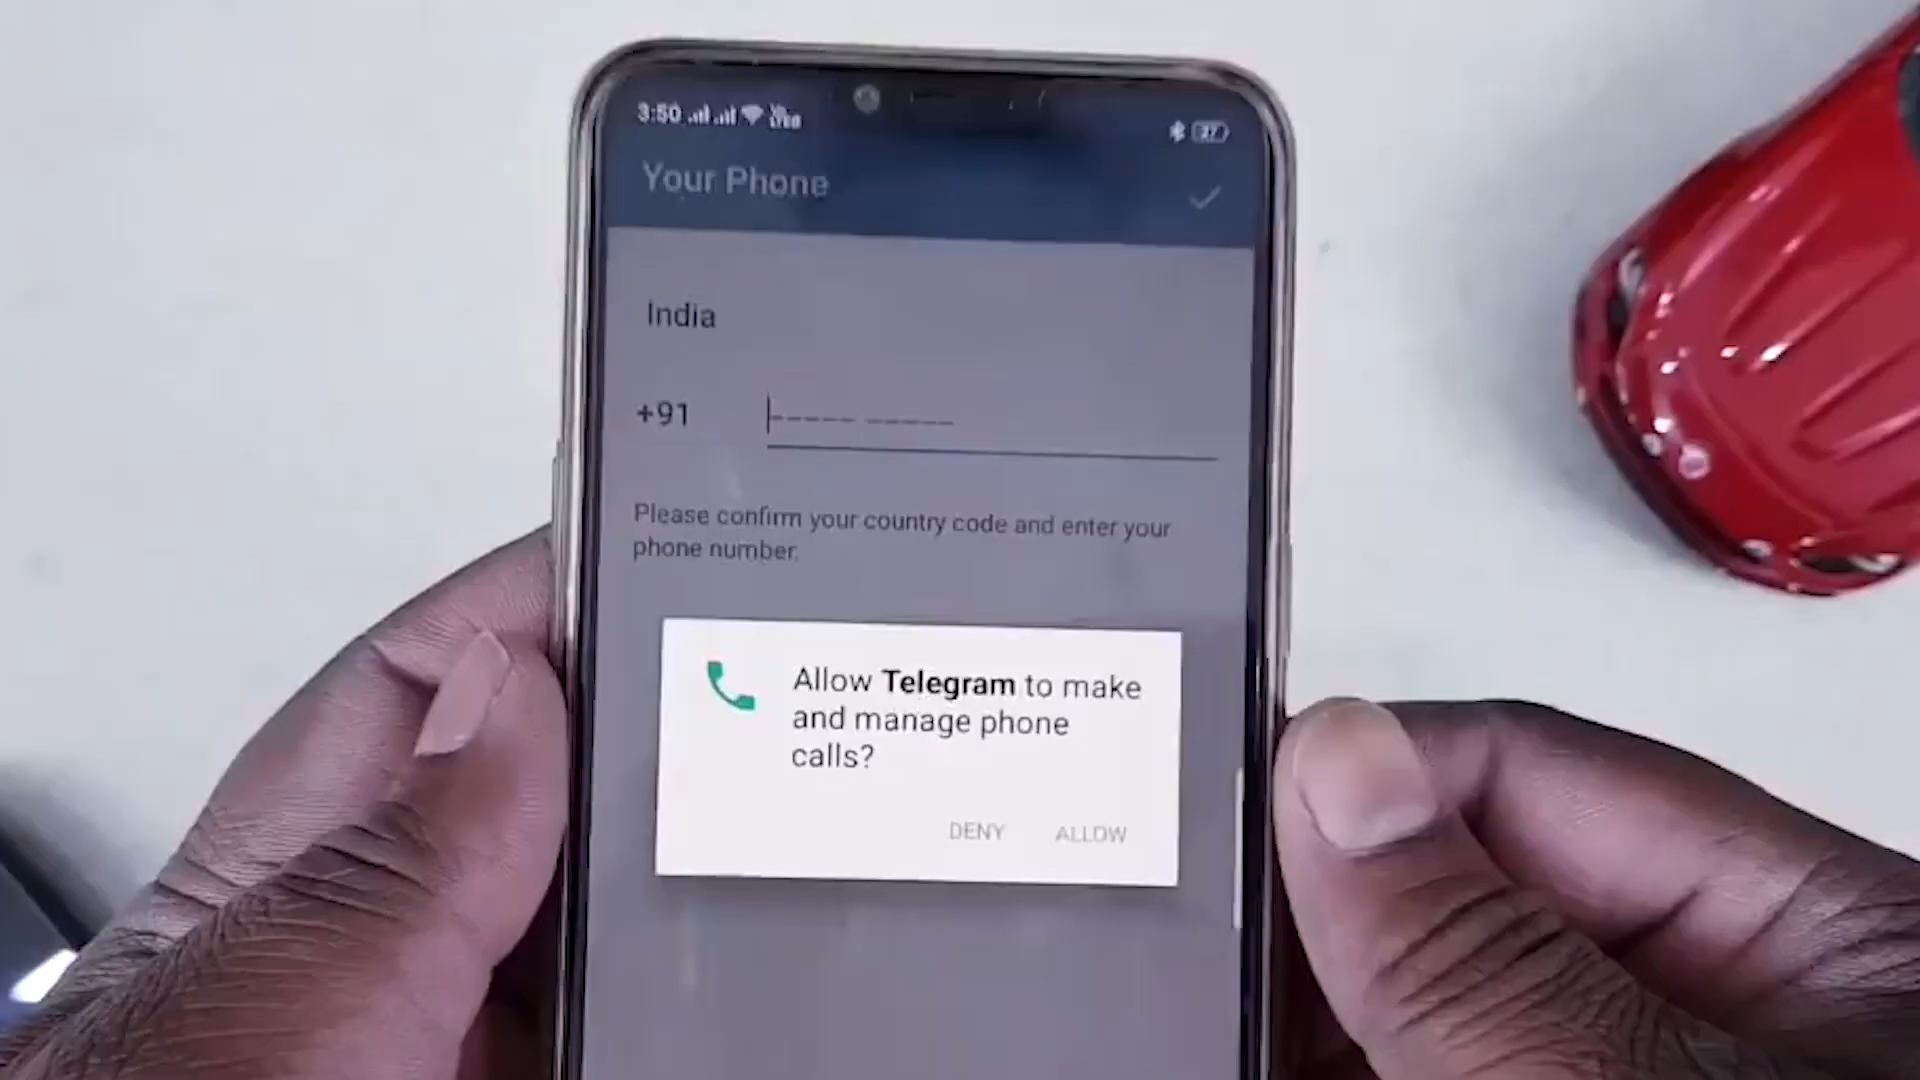 3:50
27
Your Phone
India
+91
Please confirm your country code and enter your
phone number.
Allow Telegram to make
and manage phone
calls?
DENY ALLOW